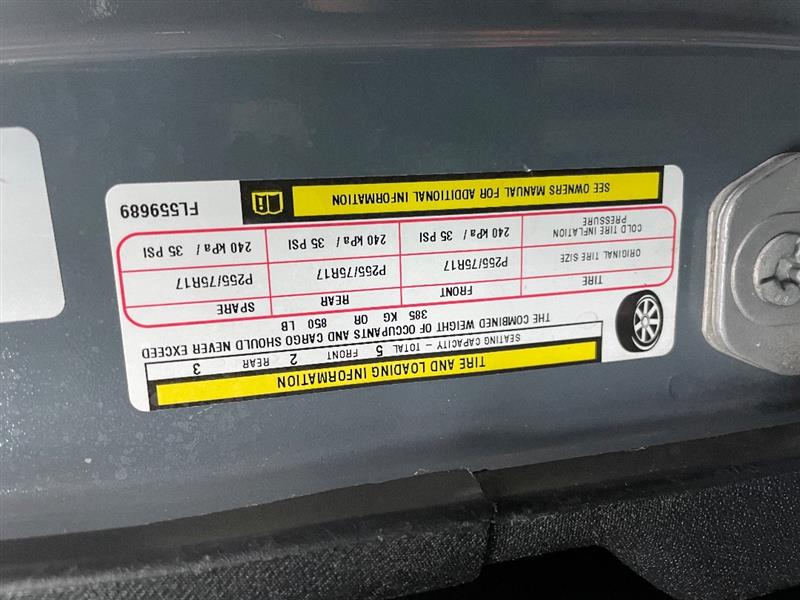 TIRE AND LOADING INFORMATION
SEATING CAPACITY – TOTAL 5 FRONT 2 REAR 3
THE COMBINED WEIGHT OF OCCUPANTS AND CARGO SHOULD NEVER EXCEED
385 KG OR 850 LB
TIRE FRONT REAR SPARE
ORIGINAL TIRE SIZE P255/75R17 P255/75R17 P255/75R17
COLD TIRE INFLATION
PRESSURE 240 kPa / 35 PSI 240 kPa / 35 PSI 240 kPa / 35 PSI
SEE OWNERS MANUAL FOR ADDITIONAL INFORMATION
FL559689